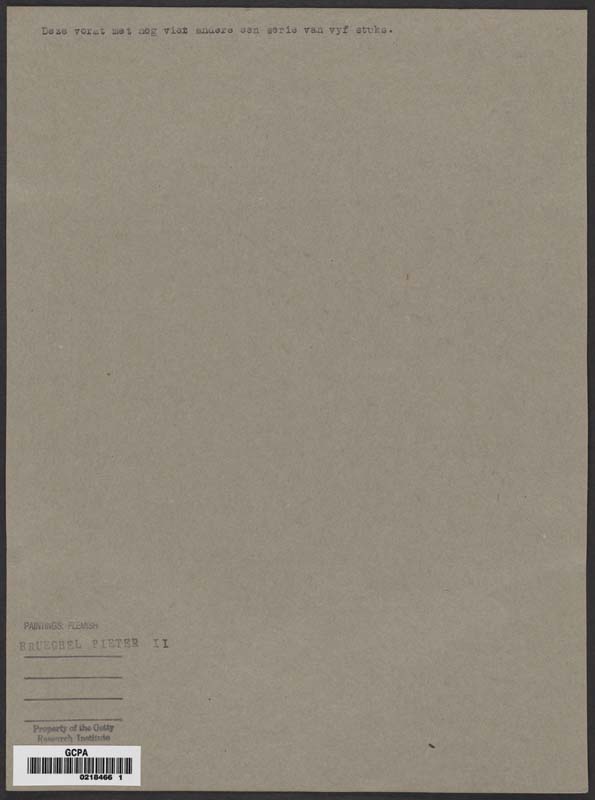 Deze vormt met nog vier andere een serie van vyf stuks.
PAINTINGS: FLEMISH
BRUEGHEL PIETER II
Property of the Getty
Research Institute
GCPA
0218466 1